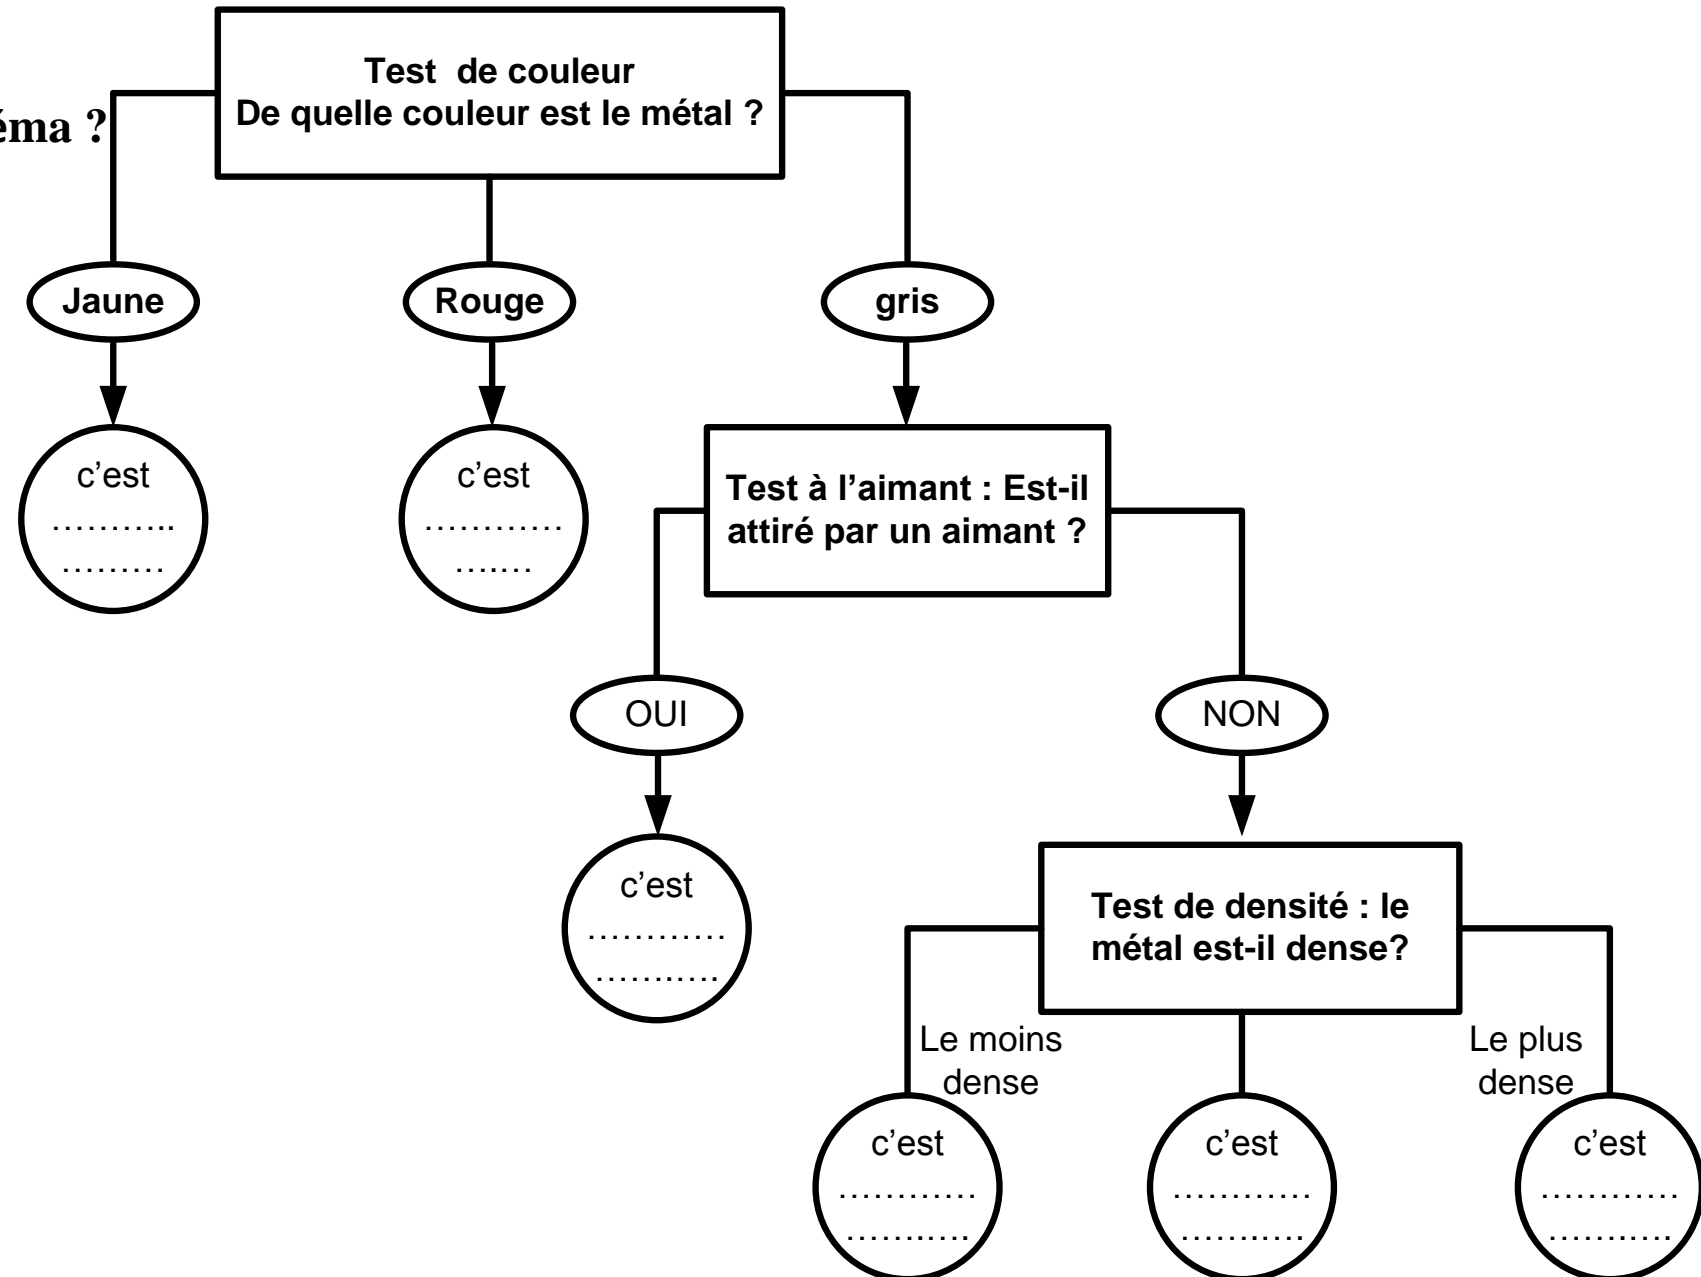 Test de couleur
De quelle couleur est le métal ?
éma ?
Jaune
Rouge
gris
c’est
………..
………
c’est
…………
…….
Test à l’aimant : Est-il
attiré par un aimant ?
OUI
NON
c’est
…………
………..
Test de densité : le
métal est-il dense?
Le moins
dense
Le plus
dense
c’est
…………
………..
c’est
…………
………..
c’est
…………
………..